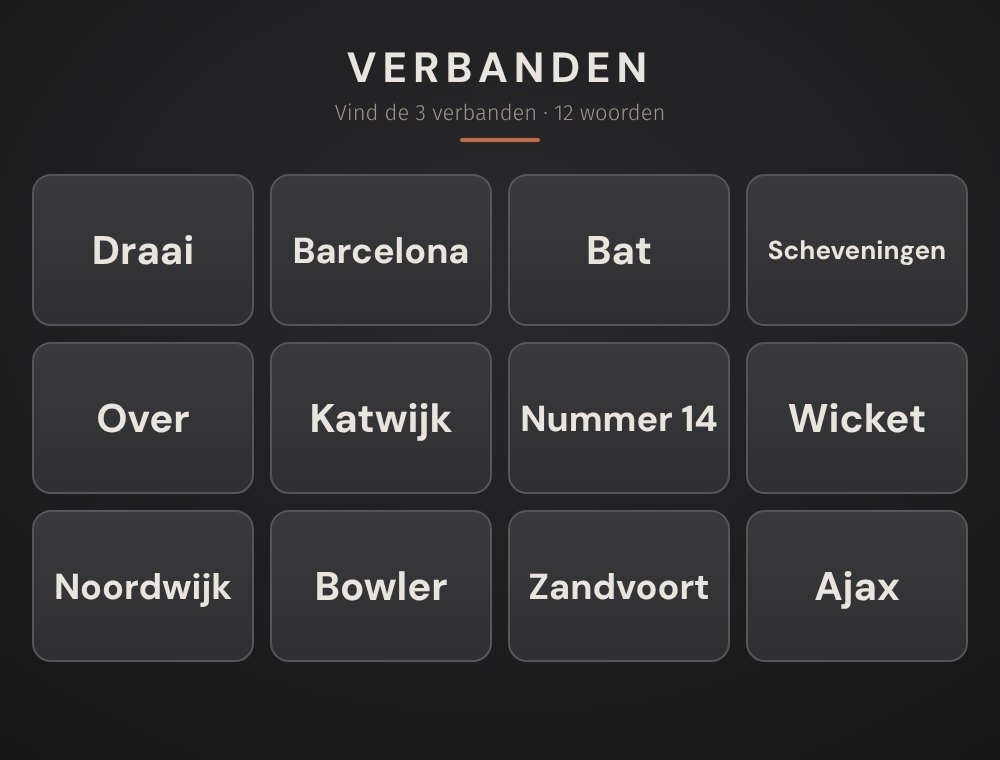 VERBANDEN
Vind de 3 verbanden · 12 woorden
Draai Barcelona Bat Scheveningen
Over Katwijk Nummer 14 Wicket
Noordwijk Bowler Zandvoort Ajax